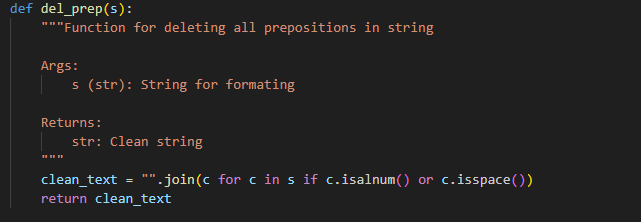 def del_prep(s):
    """Function for deleting all prepositions in string

    Args:
        s (str): String for formating

    Returns:
        str: Clean string
    """
    clean_text = "".join(c for c in s if c.isalnum() or c.isspace())
    return clean_text